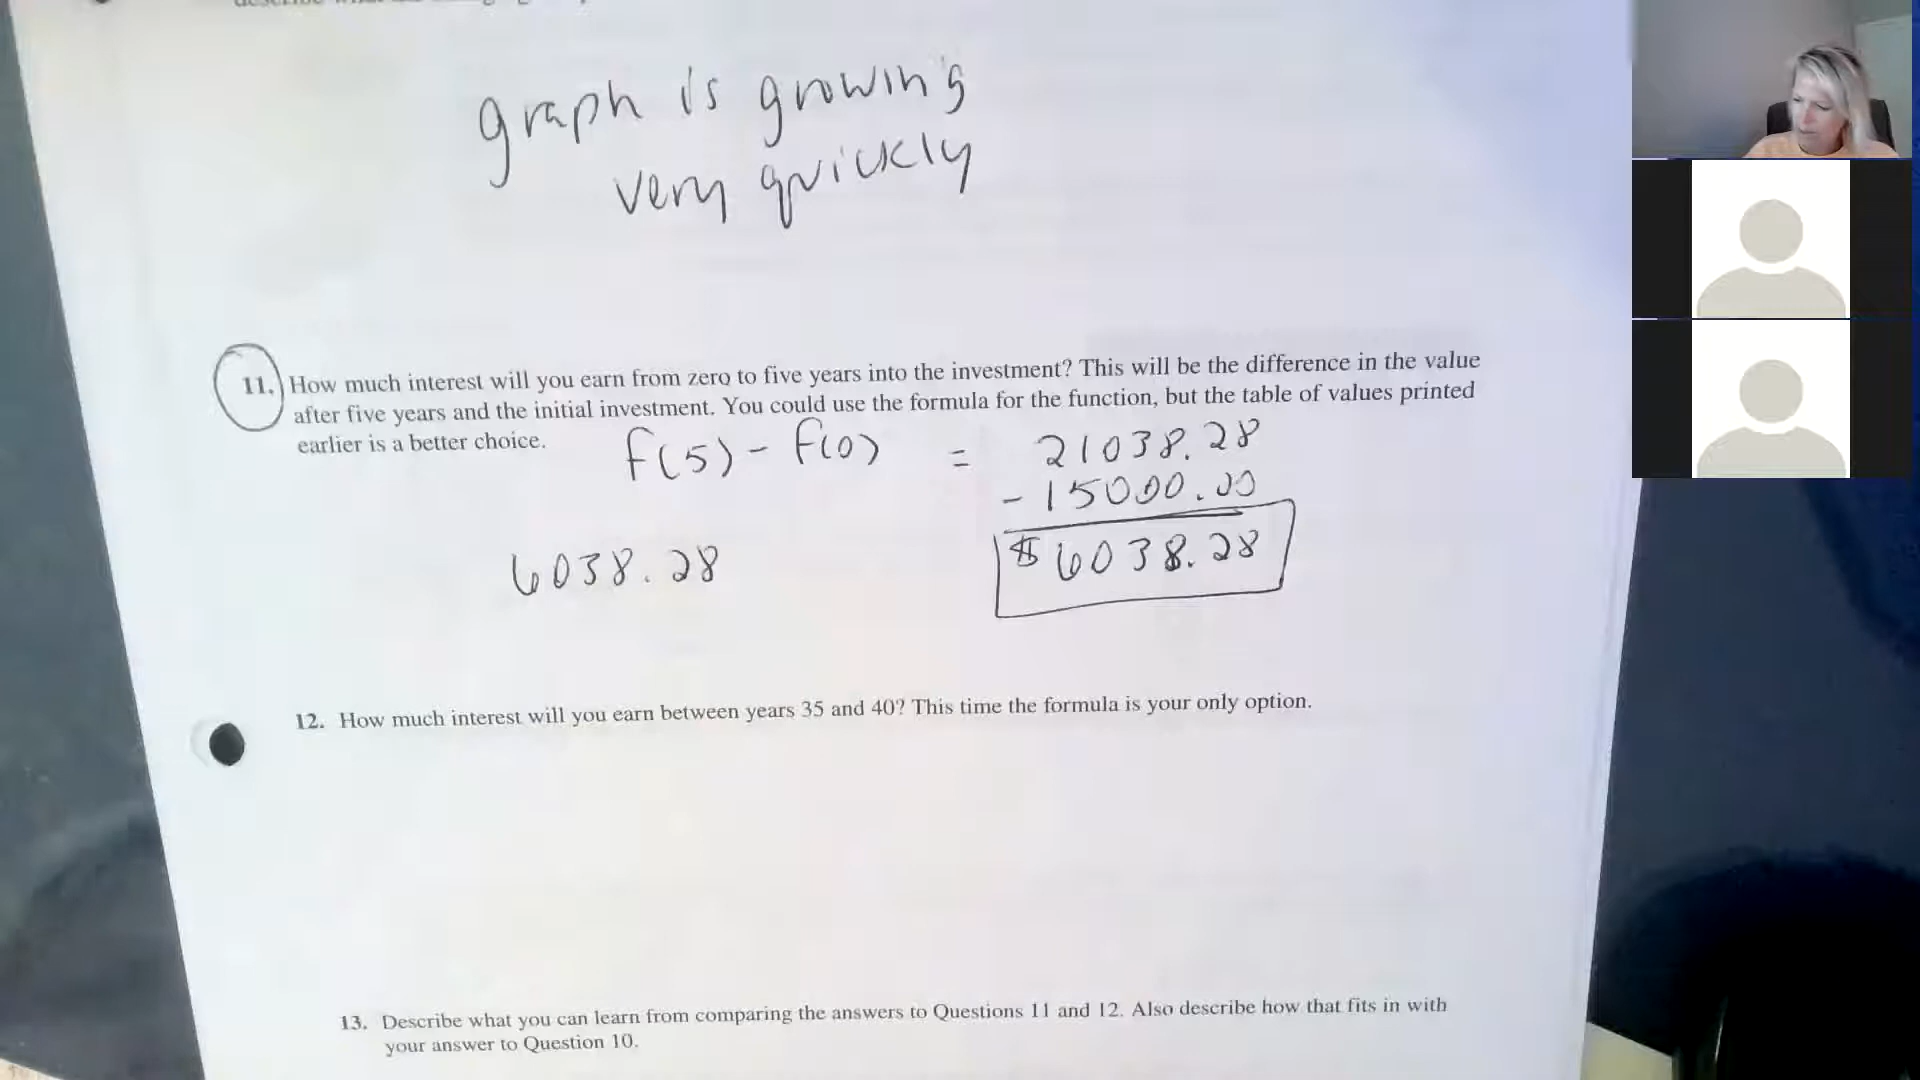 graph is growing
very quickly
11. How much interest will you earn from zero to five years into the investment? This will be the difference in the value
after five years and the initial investment. You could use the formula for the function, but the table of values printed
earlier is a better choice.
f(5) - f(0) = 21038.28
- 15000.00
6038.28
$6038.28
12. How much interest will you earn between years 35 and 40? This time the formula is your only option.
13. Describe what you can learn from comparing the answers to Questions 11 and 12. Also describe how that fits in with
your answer to Question 10.